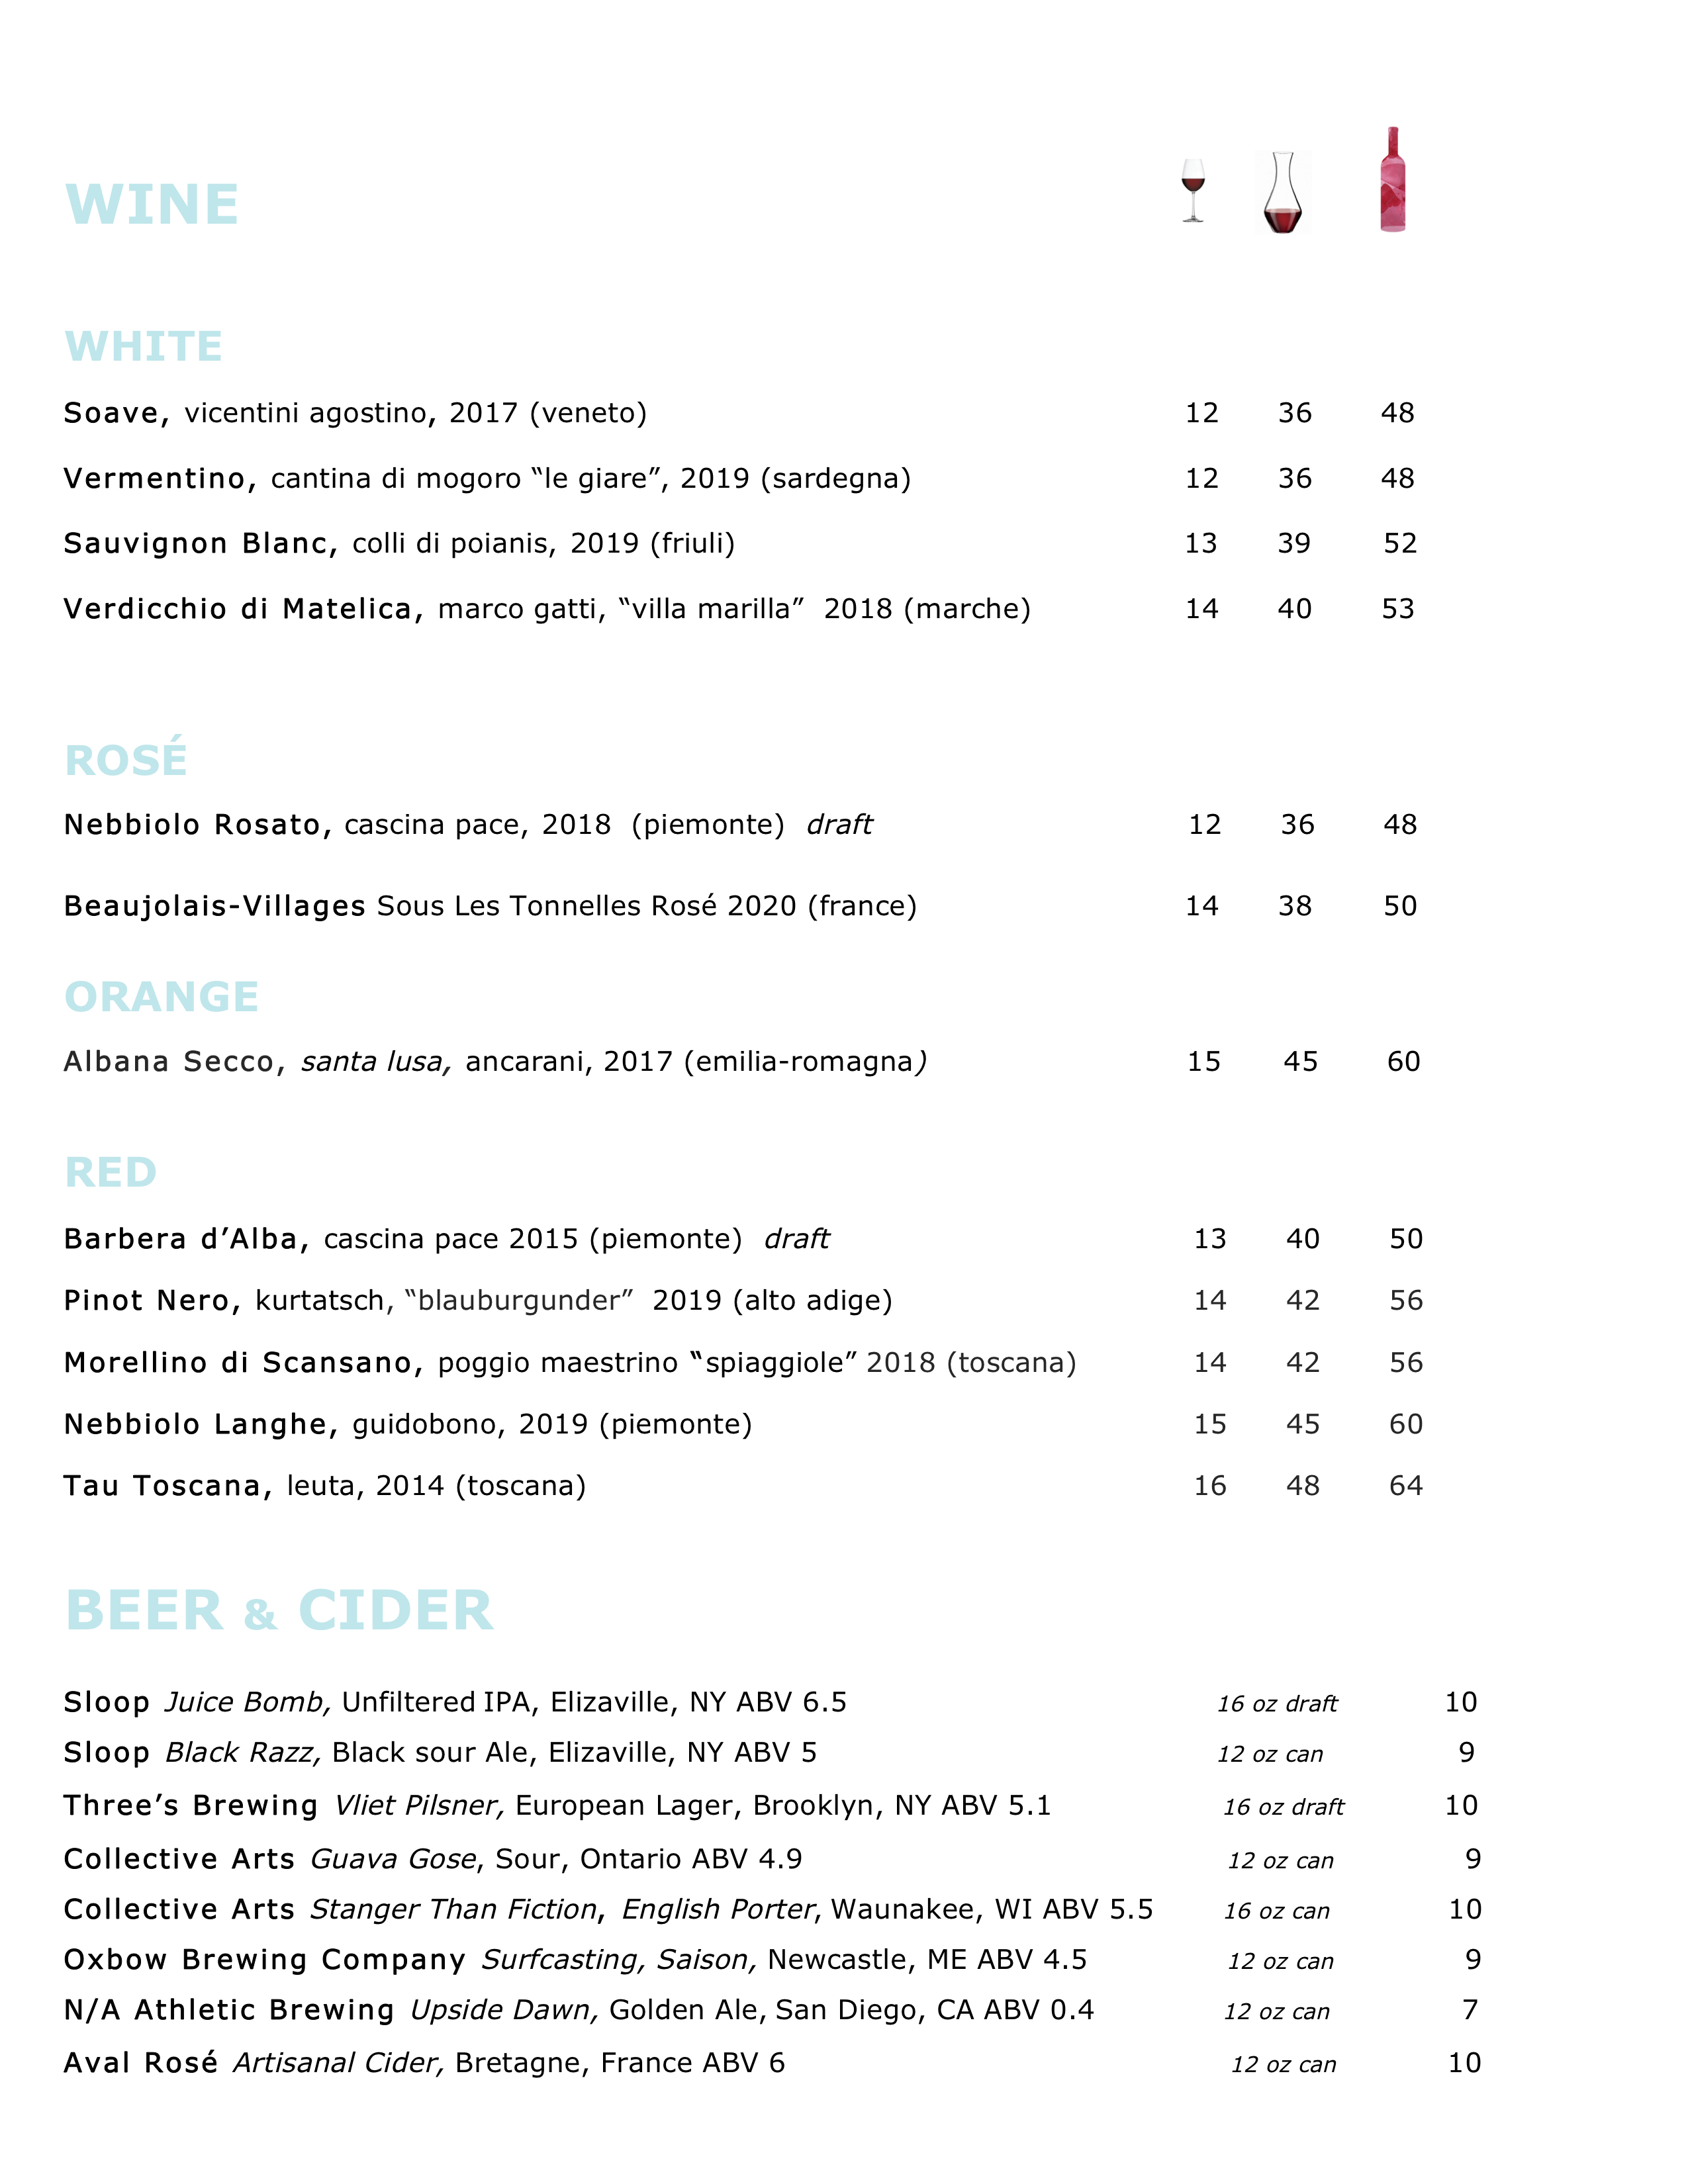 WINE
WHITE
Soave, vicentini agostino, 2017 (veneto) 12 36 48
Vermentino, cantina di mogoro “le giare”, 2019 (sardegna) 12 36 48
Sauvignon Blanc, colli di poianis, 2019 (friuli) 13 39 52
Verdicchio di Matelica, marco gatti, “villa marilla” 2018 (marche) 14 40 53
ROSÉ
Nebbiolo Rosato, cascina pace, 2018 (piemonte) draft 12 36 48
Beaujolais-Villages Sous Les Tonnelles Rosé 2020 (france) 14 38 50
ORANGE
Albana Secco, santa lusa, ancarani, 2017 (emilia-romagna) 15 45 60
RED
Barbera d’Alba, cascina pace 2015 (piemonte) draft 13 40 50
Pinot Nero, kurtatsch, “blauburgunder” 2019 (alto adige) 14 42 56
Morellino di Scansano, poggio maestrino “spiaggiole” 2018 (toscana) 14 42 56
Nebbiolo Langhe, guidobono, 2019 (piemonte) 15 45 60
Tau Toscana, leuta, 2014 (toscana) 16 48 64
BEER & CIDER
Sloop Juice Bomb, Unfiltered IPA, Elizaville, NY ABV 6.5 16 oz draft 10
Sloop Black Razz, Black sour Ale, Elizaville, NY ABV 5 12 oz can 9
Three’s Brewing Vliet Pilsner, European Lager, Brooklyn, NY ABV 5.1 16 oz draft 10
Collective Arts Guava Gose, Sour, Ontario ABV 4.9 12 oz can 9
Collective Arts Stanger Than Fiction, English Porter, Waunakee, WI ABV 5.5 16 oz can 10
Oxbow Brewing Company Surfcasting, Saison, Newcastle, ME ABV 4.5 12 oz can 9
N/A Athletic Brewing Upside Dawn, Golden Ale, San Diego, CA ABV 0.4 12 oz can 7
Aval Rosé Artisanal Cider, Bretagne, France ABV 6 12 oz can 10